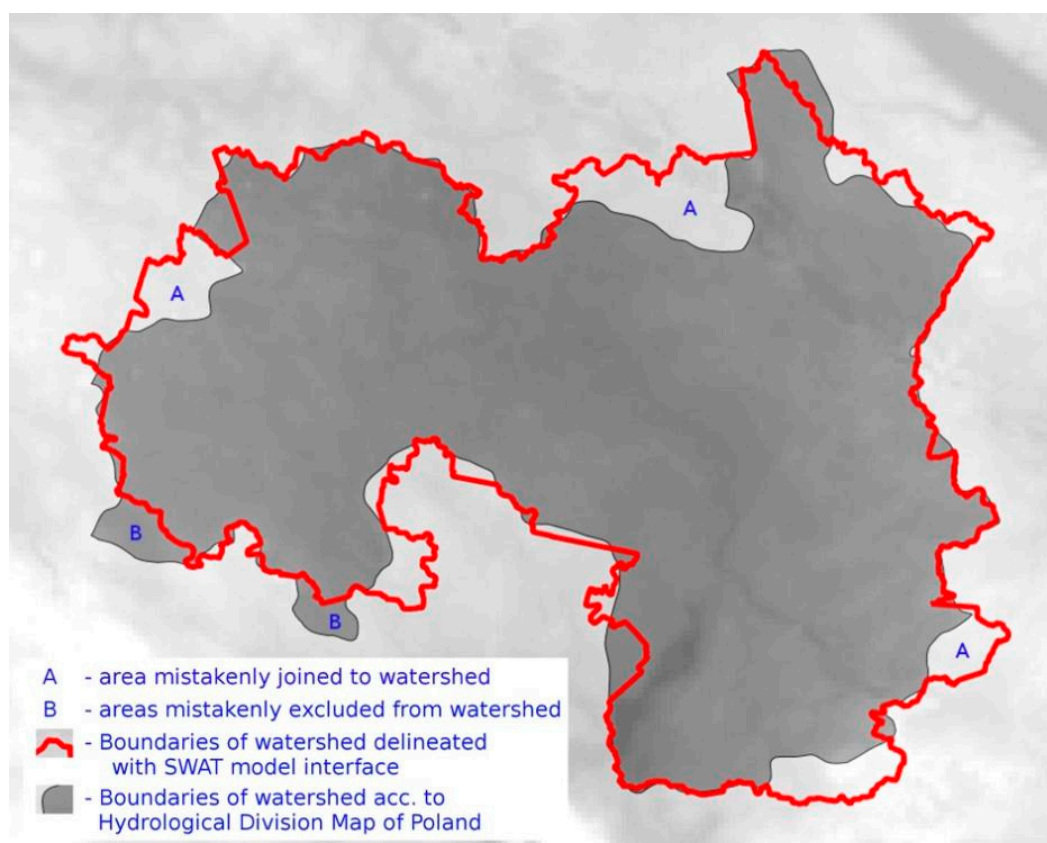 A
A
B
B
A
A - area mistakenly joined to watershed
B - areas mistakenly excluded from watershed
- Boundaries of watershed delineated
with SWAT model interface
- Boundaries of watershed acc. to
Hydrological Division Map of Poland